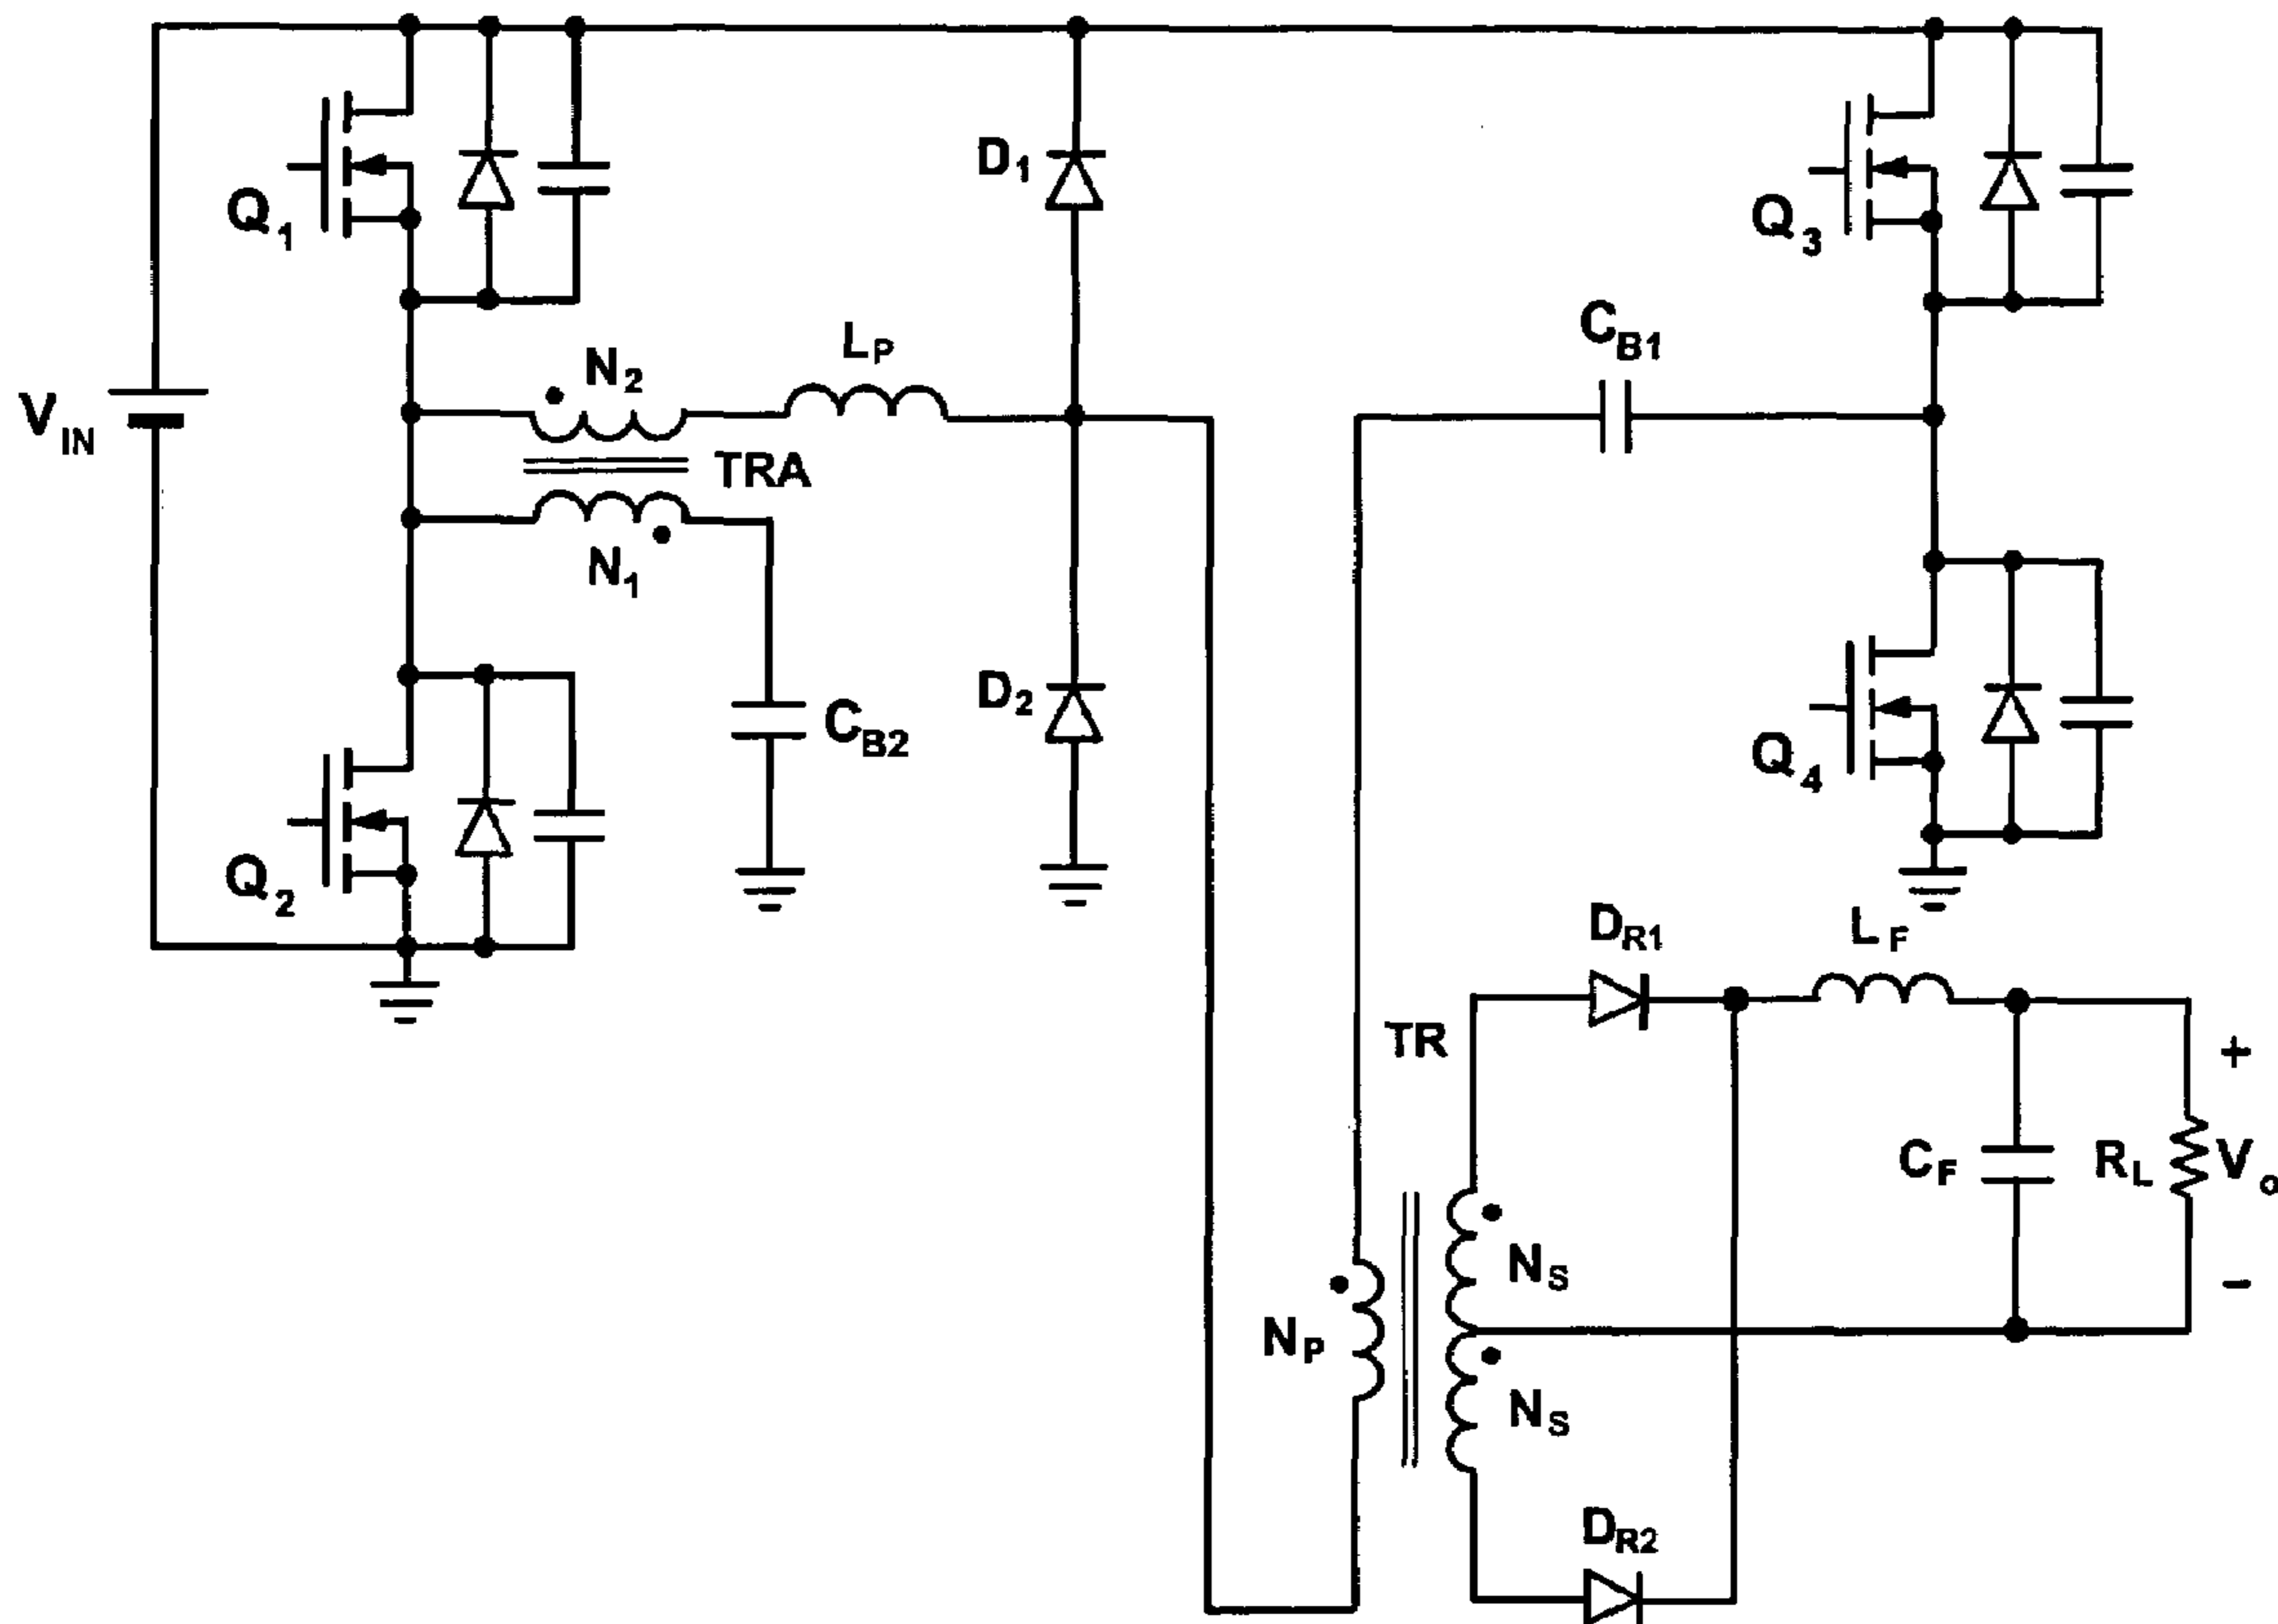 Q1
D1
Q3
LP
CB1
N2
VIN
TRA
N1
D2
CB2
Q4
Q2
DR1
LF
TR
+
CF
RL
Vo
NS
−
NP
NS
DR2